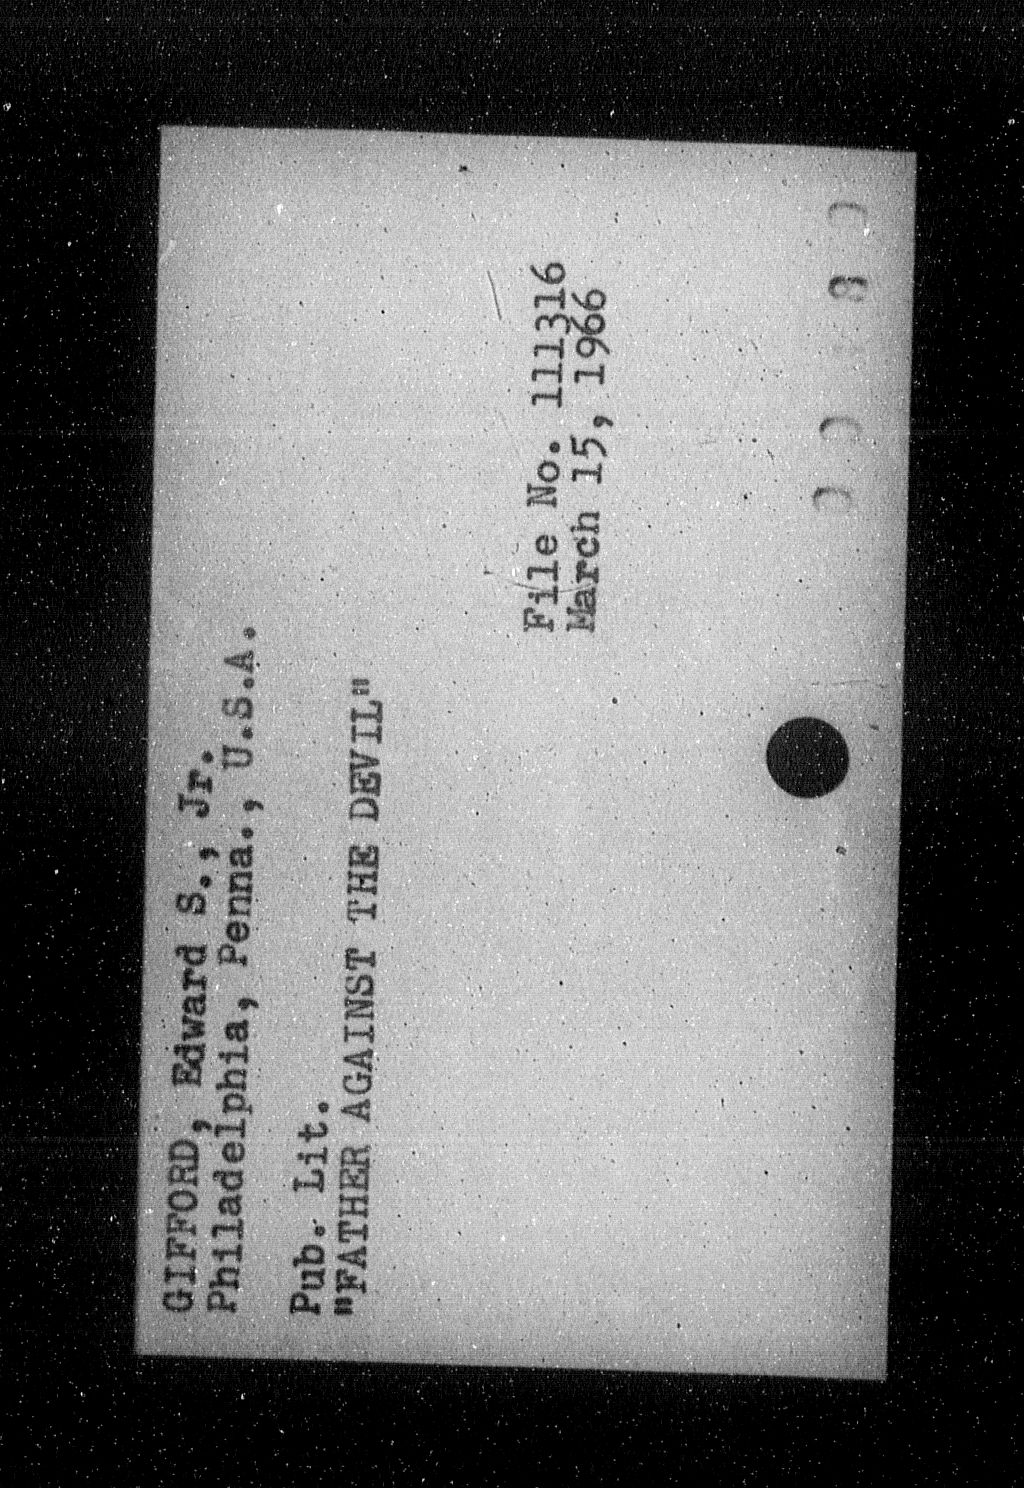 GIFFORD, Edward S., Jr.
Philadelphia, Penna., U.S.A.
Pub. Lit.
"FATHER AGAINST THE DEVIL"
File No. 111316
March 15, 1966